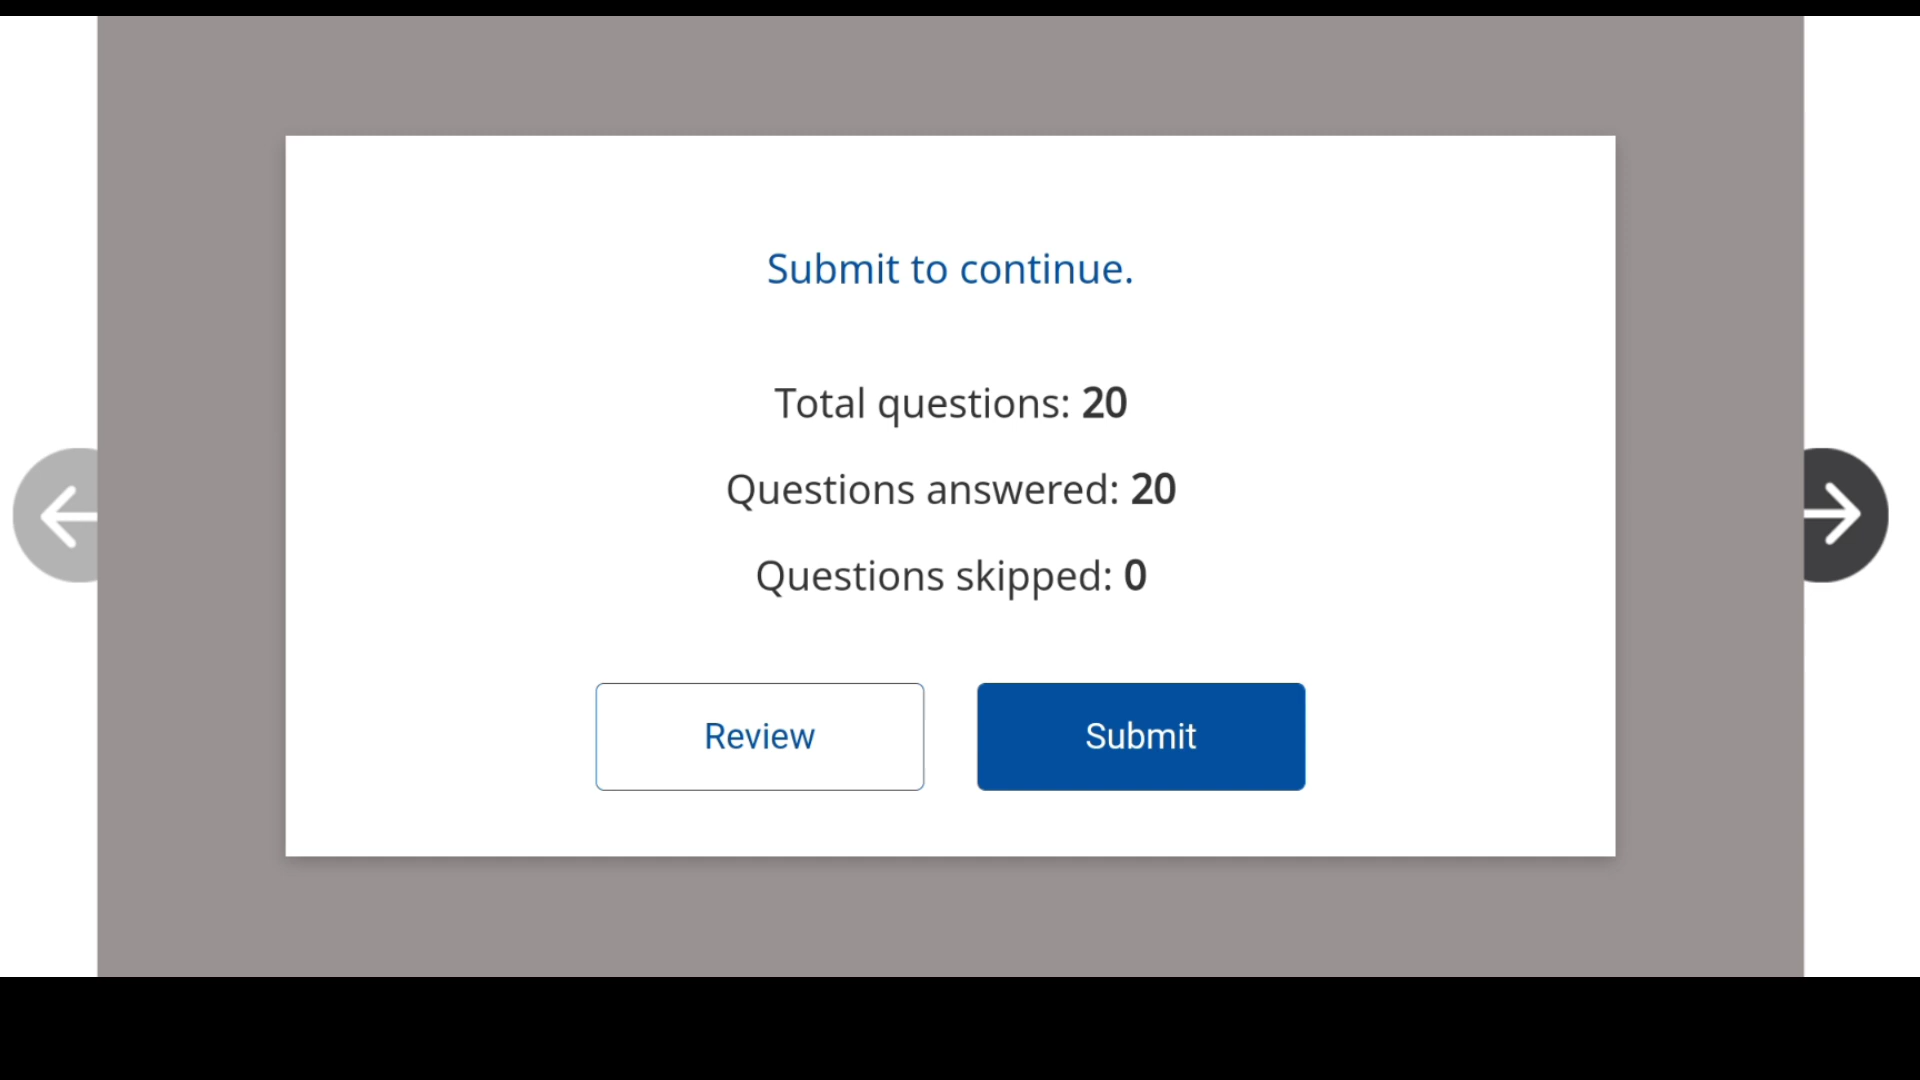 Submit to continue.
Total questions: 20
Questions answered: 20
Questions skipped: 0
Review
Submit